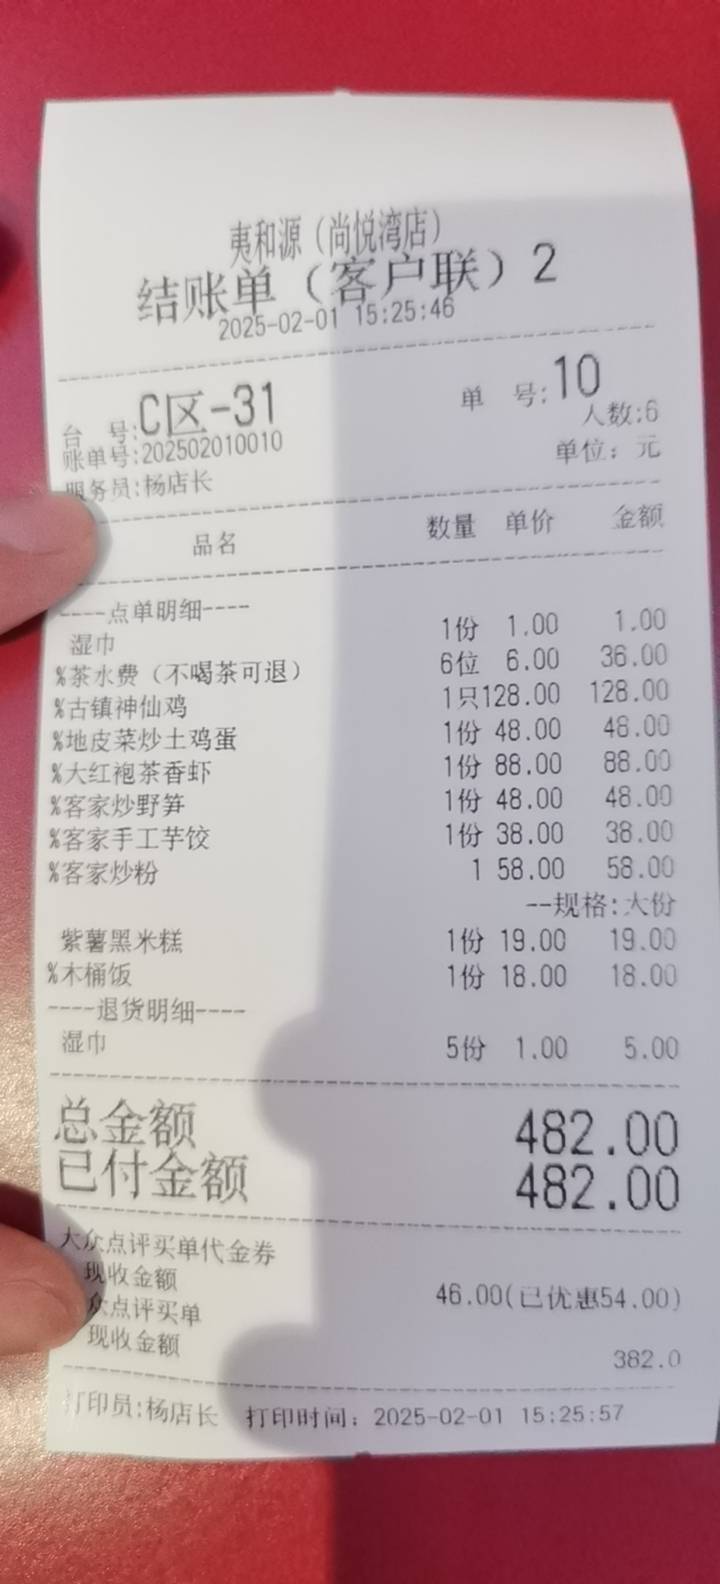 夷和源（尚悦湾店）
结账单（客户联）2
2025-02-01 15:25:46
台 号:C区-31 单 号:10
人数:6
账单号:202502010010 单位：元
服务员:杨店长
品名 数量 单价 金额
----点单明细----
湿巾 1份 1.00 1.00
%茶水费（不喝茶可退） 6位 6.00 36.00
%古镇神仙鸡 1只128.00 128.00
%地皮菜炒土鸡蛋 1份 48.00 48.00
%大红袍茶香虾 1份 88.00 88.00
%客家炒野笋 1份 48.00 48.00
%客家手工芋饺 1份 38.00 38.00
%客家炒粉 1 58.00 58.00
--规格:大份
紫薯黑米糕 1份 19.00 19.00
%木桶饭 1份 18.00 18.00
----退货明细----
湿巾 5份 1.00 5.00
总金额 482.00
已付金额 482.00
大众点评买单代金券
现收金额 46.00(已优惠54.00)
众点评买单
现收金额 382.0
打印员:杨店长 打印时间：2025-02-01 15:25:57